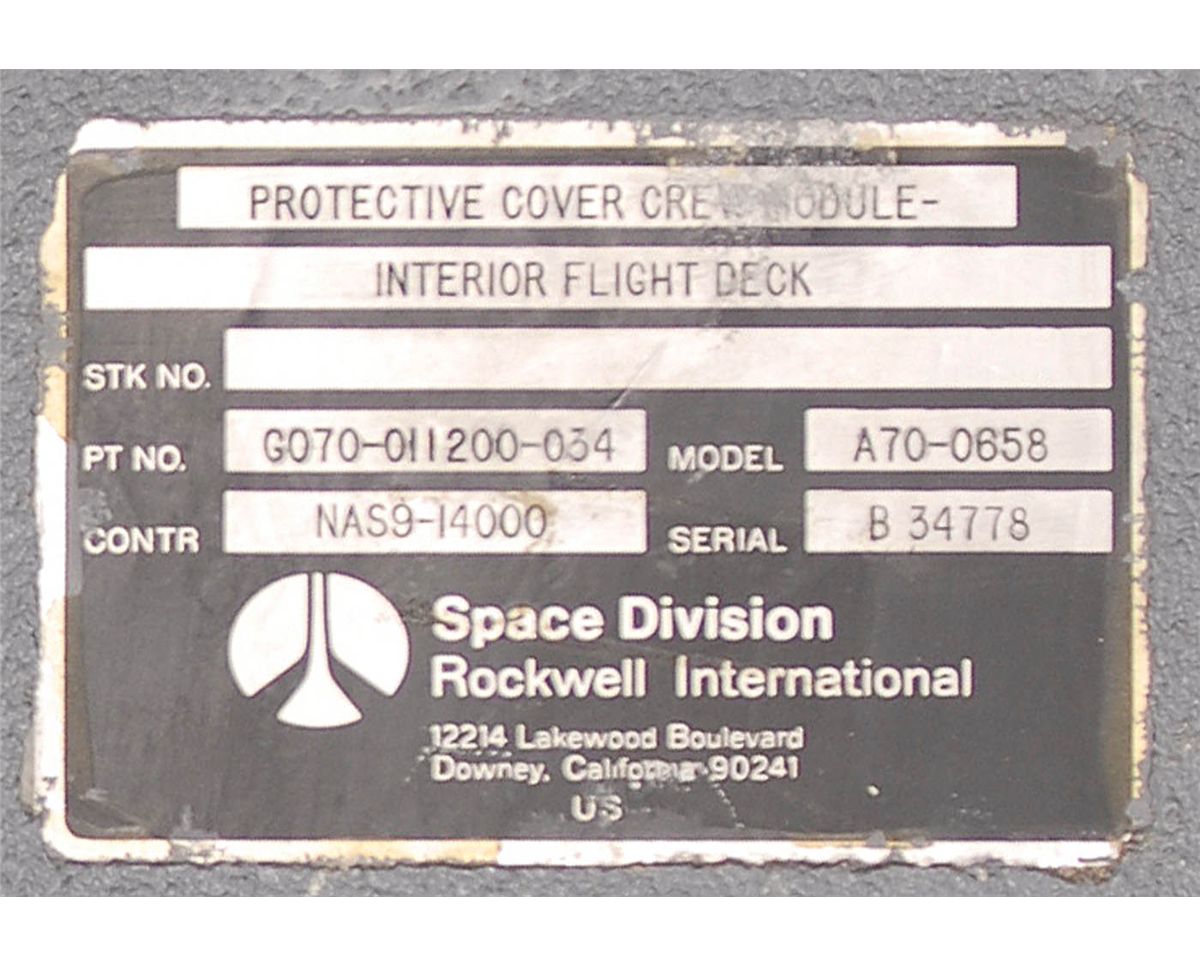 PROTECTIVE COVER CREW MODULE-
INTERIOR FLIGHT DECK
STK NO.
PT NO. G070-011200-034 MODEL A70-0658
CONTR NAS9-14000 SERIAL B 34778
Space Division
Rockwell International
12214 Lakewood Boulevard
Downey, California 90241
US